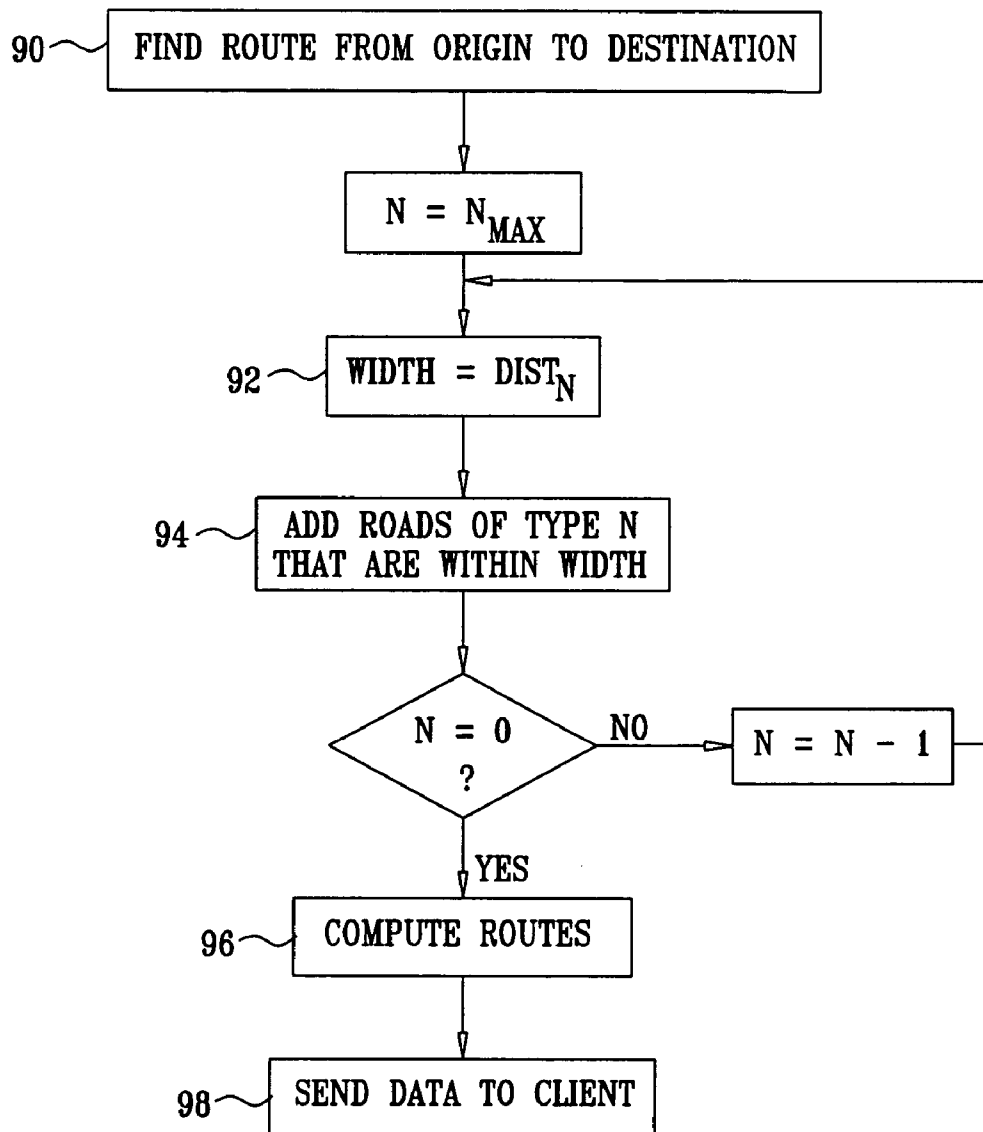 90 FIND ROUTE FROM ORIGIN TO DESTINATION
N = N_MAX
92 WIDTH = DIST_N
94 ADD ROADS OF TYPE N
THAT ARE WITHIN WIDTH
N = 0
?
NO
N = N - 1
YES
96 COMPUTE ROUTES
98 SEND DATA TO CLIENT